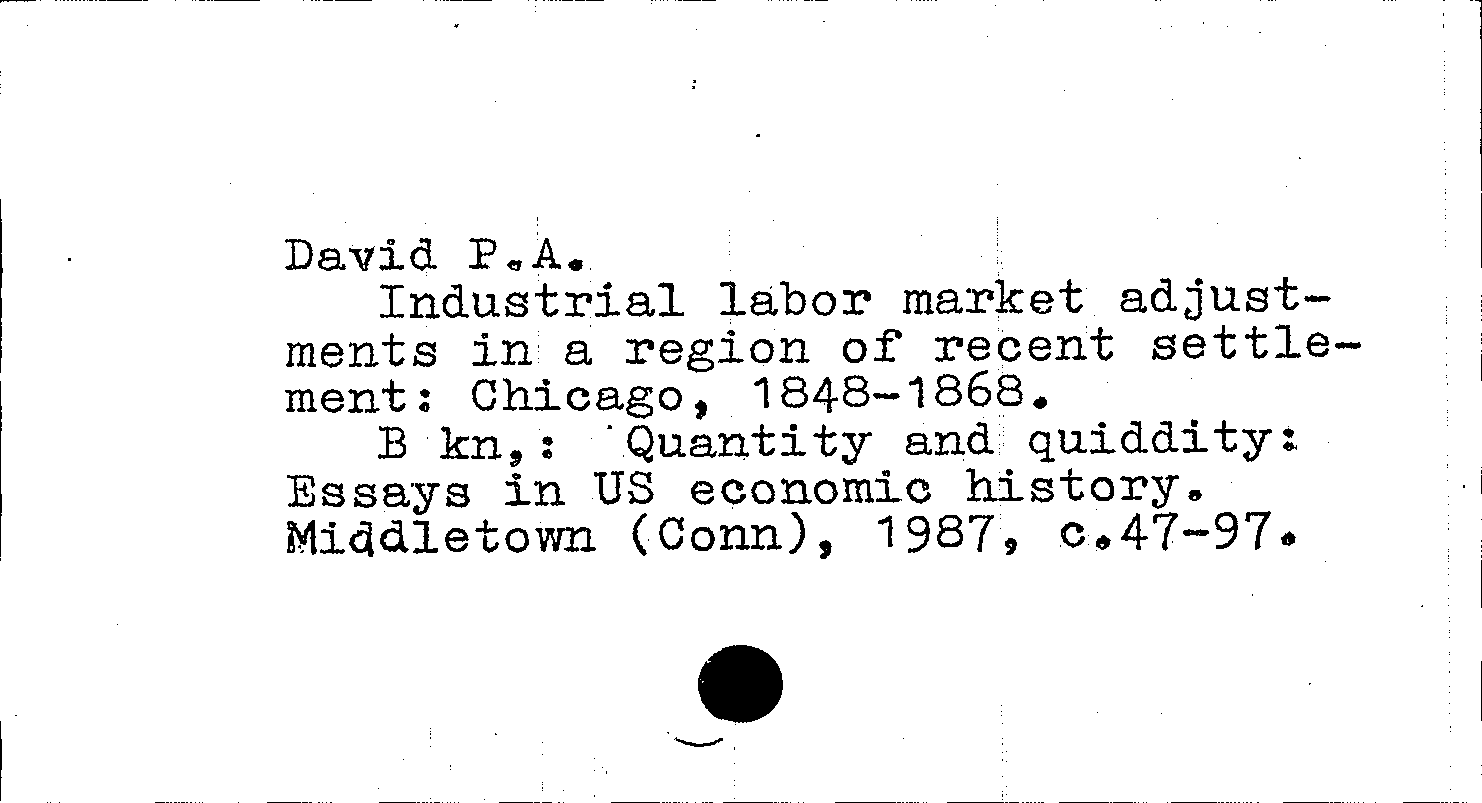 David P.A.
Industrial labor market adjust-
ments in a region of recent settle-
ment: Chicago, 1848-1868.
B kn,: Quantity and quiddity:
Essays in US economic history.
Middletown (Conn), 1987, c.47-97.